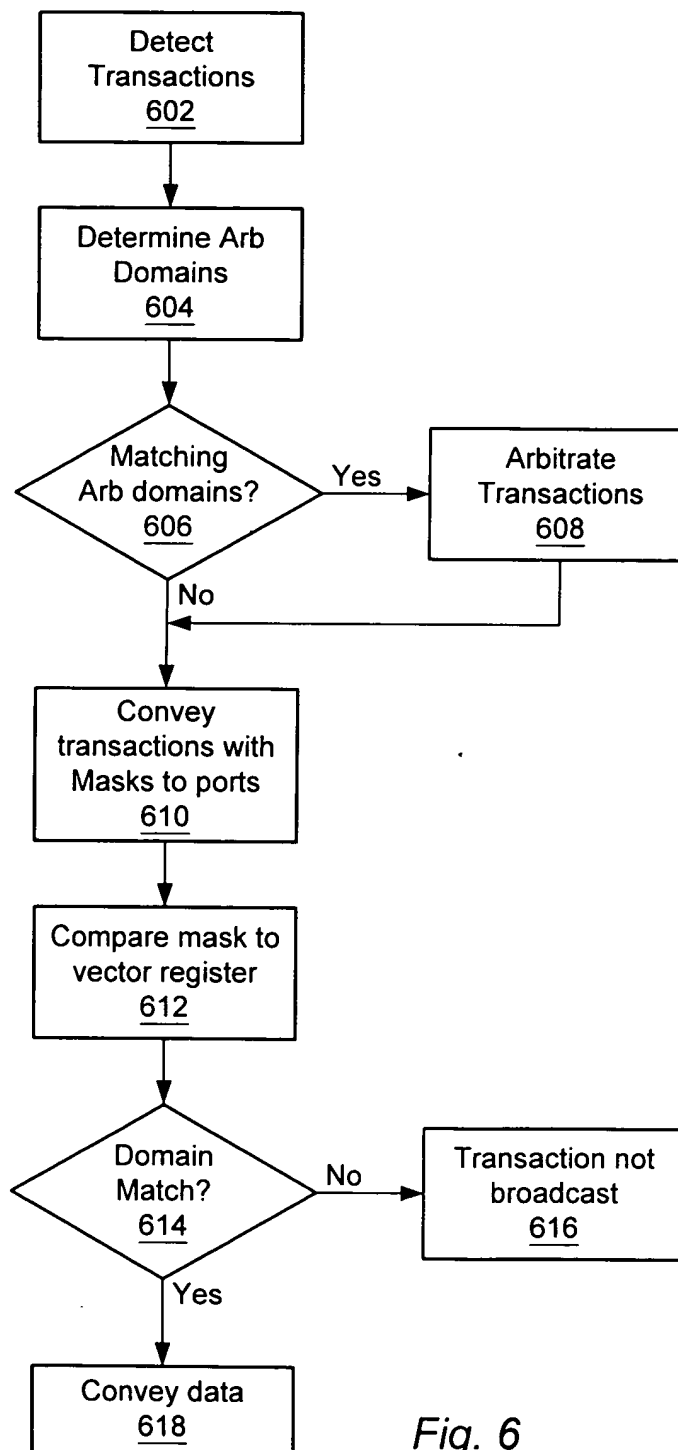 Detect
Transactions
602
Determine Arb
Domains
604
Matching
Arb domains?
606
Yes
Arbitrate
Transactions
608
No
Convey
transactions with
Masks to ports
610
Compare mask to
vector register
612
Domain
Match?
614
No
Transaction not
broadcast
616
Yes
Convey data
618
Fig. 6